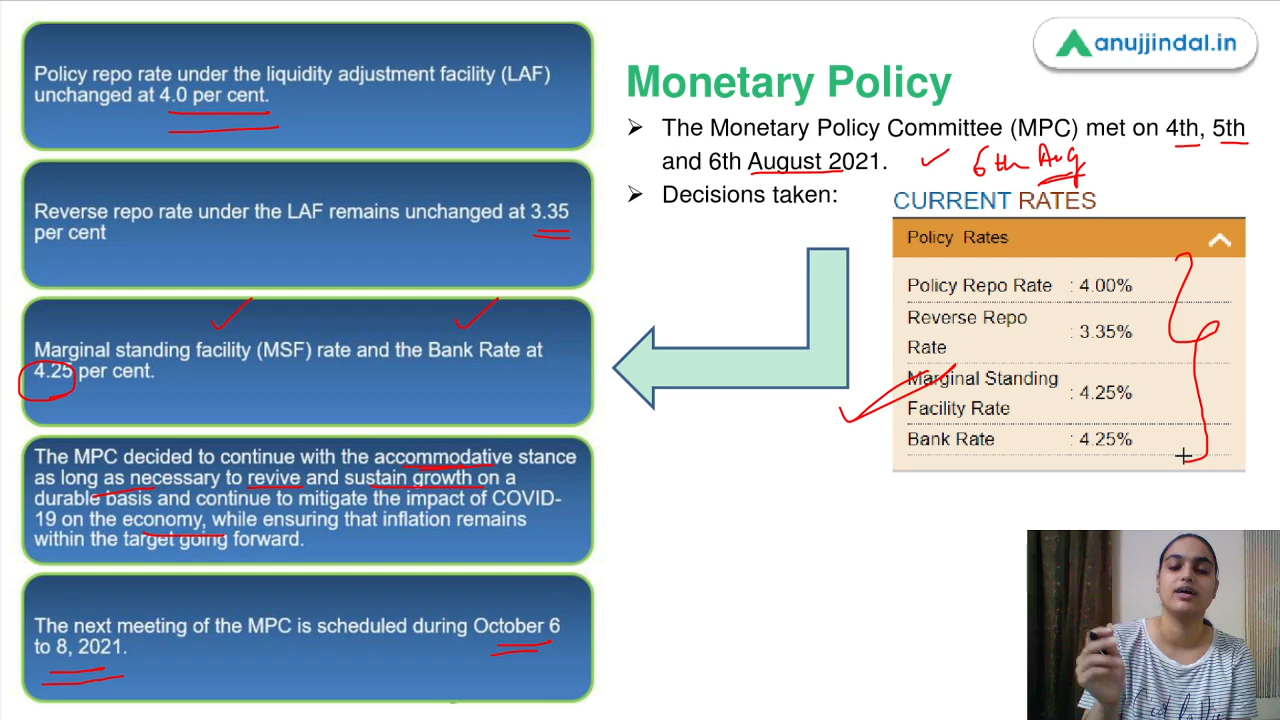 Policy repo rate under the liquidity adjustment facility (LAF)
unchanged at 4.0 per cent.
Reverse repo rate under the LAF remains unchanged at 3.35
per cent
Marginal standing facility (MSF) rate and the Bank Rate at
4.25 per cent.
The MPC decided to continue with the accommodative stance
as long as necessary to revive and sustain growth on a
durable basis and continue to mitigate the impact of COVID-
19 on the economy, while ensuring that inflation remains
within the target going forward.
The next meeting of the MPC is scheduled during October 6
to 8, 2021.
anujjindal.in
Monetary Policy
➢ The Monetary Policy Committee (MPC) met on 4th, 5th
and 6th August 2021.
6th Aug
➢ Decisions taken:
CURRENT RATES
Policy Rates
Policy Repo Rate : 4.00%
Reverse Repo
Rate : 3.35%
Marginal Standing
Facility Rate : 4.25%
Bank Rate : 4.25%